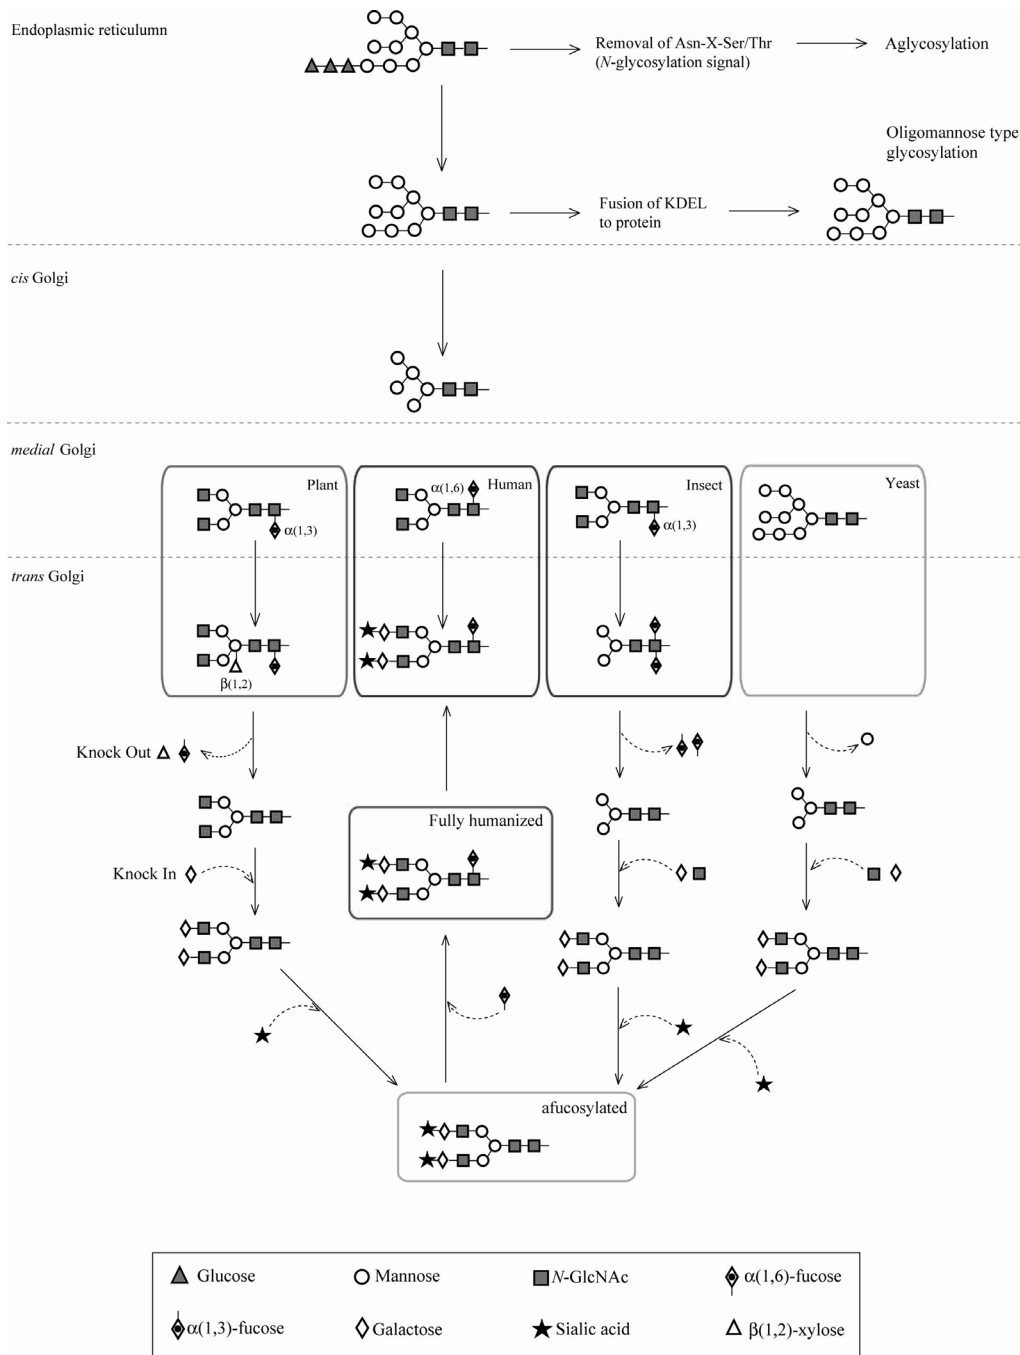 Endoplasmic reticulumn
Removal of Asn-X-Ser/Thr
(N-glycosylation signal)
Aglycosylation
Oligomannose type
glycosylation
Fusion of KDEL
to protein
cis Golgi
medial Golgi
Plant
α(1,3)
Human
α(1,6)
Insect
α(1,3)
Yeast
trans Golgi
β(1,2)
Knock Out
Fully humanized
Knock In
afucosylated
Glucose
Mannose
N-GlcNAc
α(1,6)-fucose
α(1,3)-fucose
Galactose
Sialic acid
β(1,2)-xylose